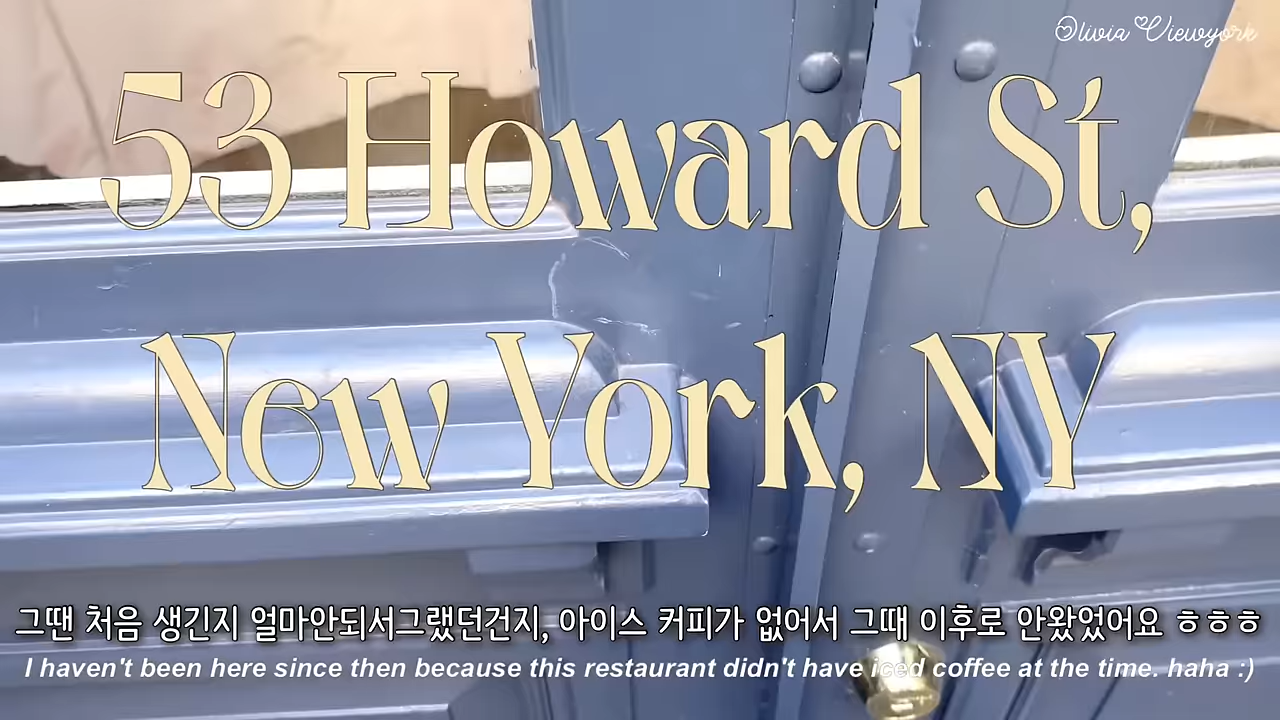 Olivia Viewyork
53 Howard St,
New York, NY
그땐 처음 생긴지 얼마안되서그랬던건지, 아이스 커피가 없어서 그때 이후로 안왔었어요 ㅎㅎㅎ
I haven't been here since then because this restaurant didn't have iced coffee at the time. haha :)